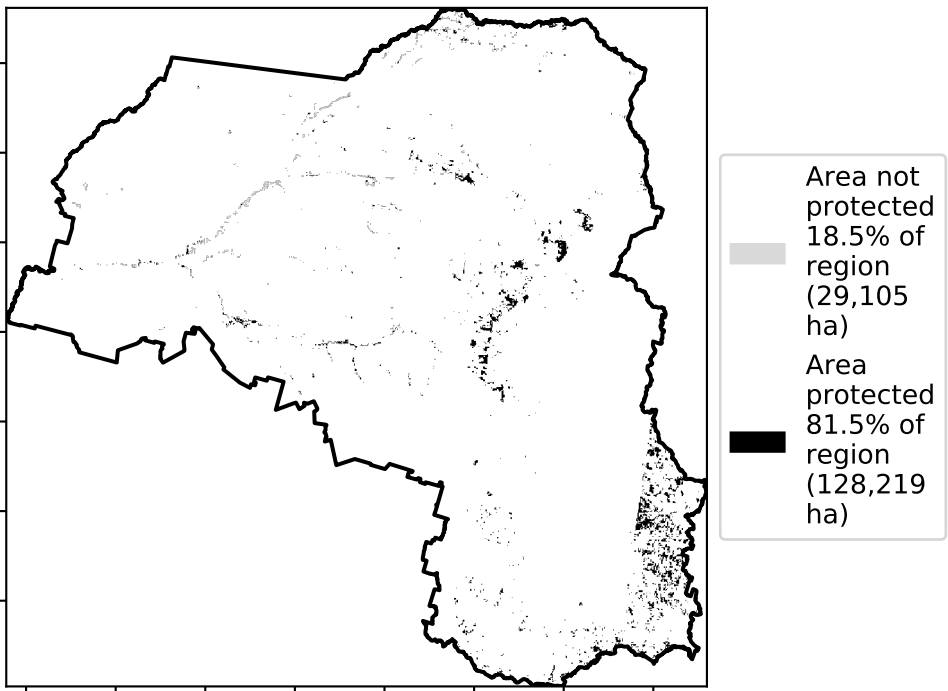 Area not
protected
18.5% of
region
(29,105
ha)
Area
protected
81.5% of
region
(128,219
ha)